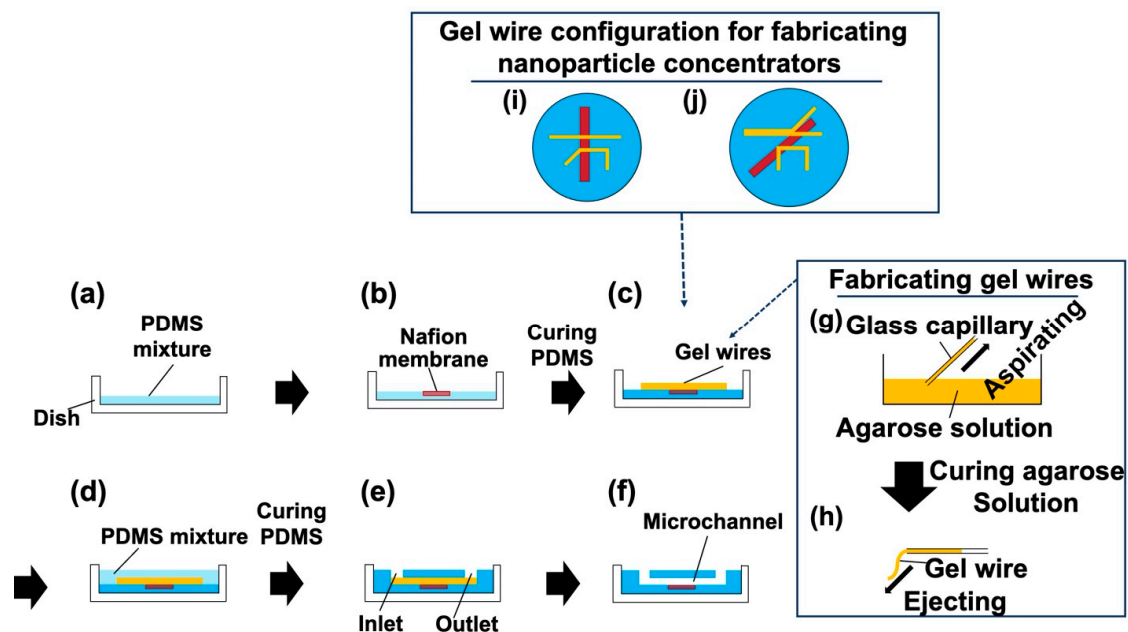 Gel wire configuration for fabricating
nanoparticle concentrators
(i)
(j)
(a)
PDMS
mixture
Dish
(b)
Nafion
membrane
Curing
PDMS
(c)
Gel wires
Fabricating gel wires
(g)
Glass capillary
Aspirating
Agarose solution
Curing agarose
Solution
(h)
Gel wire
Ejecting
(d)
PDMS mixture
Curing
PDMS
(e)
Inlet
Outlet
(f)
Microchannel